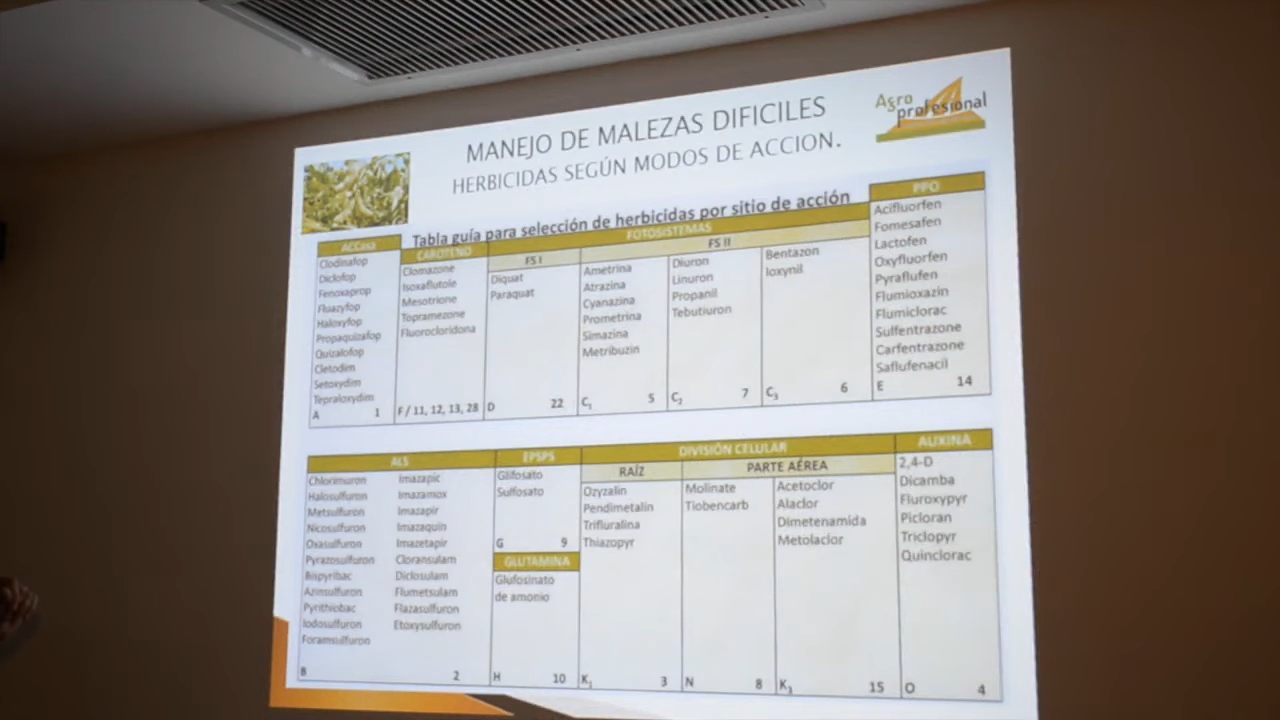 MANEJO DE MALEZAS DIFICILES
HERBICIDAS SEGÚN MODOS DE ACCION.
Agro
profesional
Tabla guía para selección de herbicidas por sitio de acción
ACCasa
Clodinafop
Diclofop
Fenoxaprop
Fluazyfop
Haloxyfop
Propaquizafop
Quizalofop
Cletodim
Setoxydim
Tepraloxydim
A 1
CAROTENO
Clomazone
Isoxaflutole
Mesotrione
Topramezone
Fluorocloridona
F / 11, 12, 13, 28
FOTOSISTEMAS
FS I
Diquat
Paraquat
D 22
FS II
Ametrina
Atrazina
Cyanazina
Prometrina
Simazina
Metribuzin
C₁ 5
Diuron
Linuron
Propanil
Tebutiuron
C₂ 7
Bentazon
Ioxynil
C₃ 6
PPO
Acifluorfen
Fomesafen
Lactofen
Oxyfluorfen
Pyraflufen
Flumioxazin
Flumiclorac
Sulfentrazone
Carfentrazone
Saflufenacil
E 14
ALS
Chlorimuron
Halosulfuron
Metsulfuron
Nicosulfuron
Oxasulfuron
Pyrazosulfuron
Bispyribac
Azinsulfuron
Pyrithiobac
Iodosulfuron
Foramsulfuron
Imazapic
Imazamox
Imazapir
Imazaquin
Imazetapir
Cloransulam
Diclosulam
Flumetsulam
Flazasulfuron
Etoxysulfuron
B 2
EPSPS
Glifosato
Sulfosato
G 9
GLUTAMINA
Glufosinato
de amonio
H 10
DIVISIÓN CELULAR
RAÍZ
Ozyzalin
Pendimetalin
Trifluralina
Thiazopyr
K₁ 3
PARTE AÉREA
Molinate
Tiobencarb
N 8
Acetoclor
Alaclor
Dimetenamida
Metolaclor
K₃ 15
AUXINA
2,4-D
Dicamba
Fluroxypyr
Picloran
Triclopyr
Quinclorac
O 4